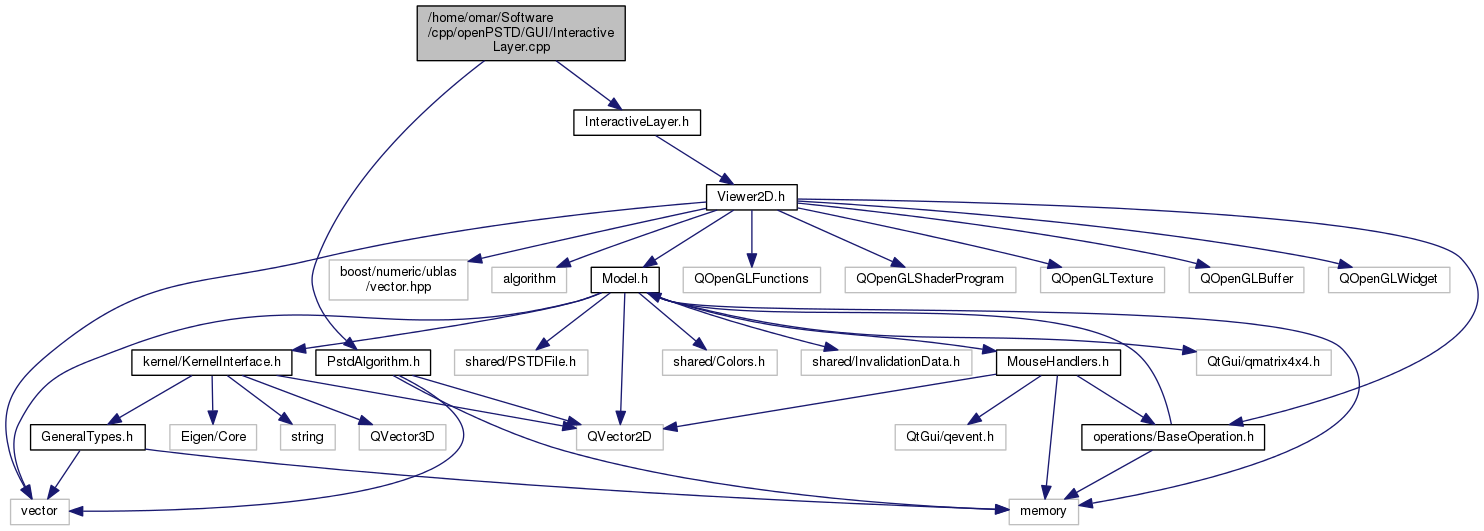 /home/omar/Software
/cpp/openPSTD/GUI/Interactive
Layer.cpp
InteractiveLayer.h
Viewer2D.h
boost/numeric/ublas
/vector.hpp
algorithm
Model.h
QOpenGLFunctions
QOpenGLShaderProgram
QOpenGLTexture
QOpenGLBuffer
QOpenGLWidget
kernel/KernelInterface.h
PstdAlgorithm.h
shared/PSTDFile.h
shared/Colors.h
shared/InvalidationData.h
MouseHandlers.h
QtGui/qmatrix4x4.h
GeneralTypes.h
Eigen/Core
string
QVector3D
QVector2D
QtGui/qevent.h
operations/BaseOperation.h
vector
memory